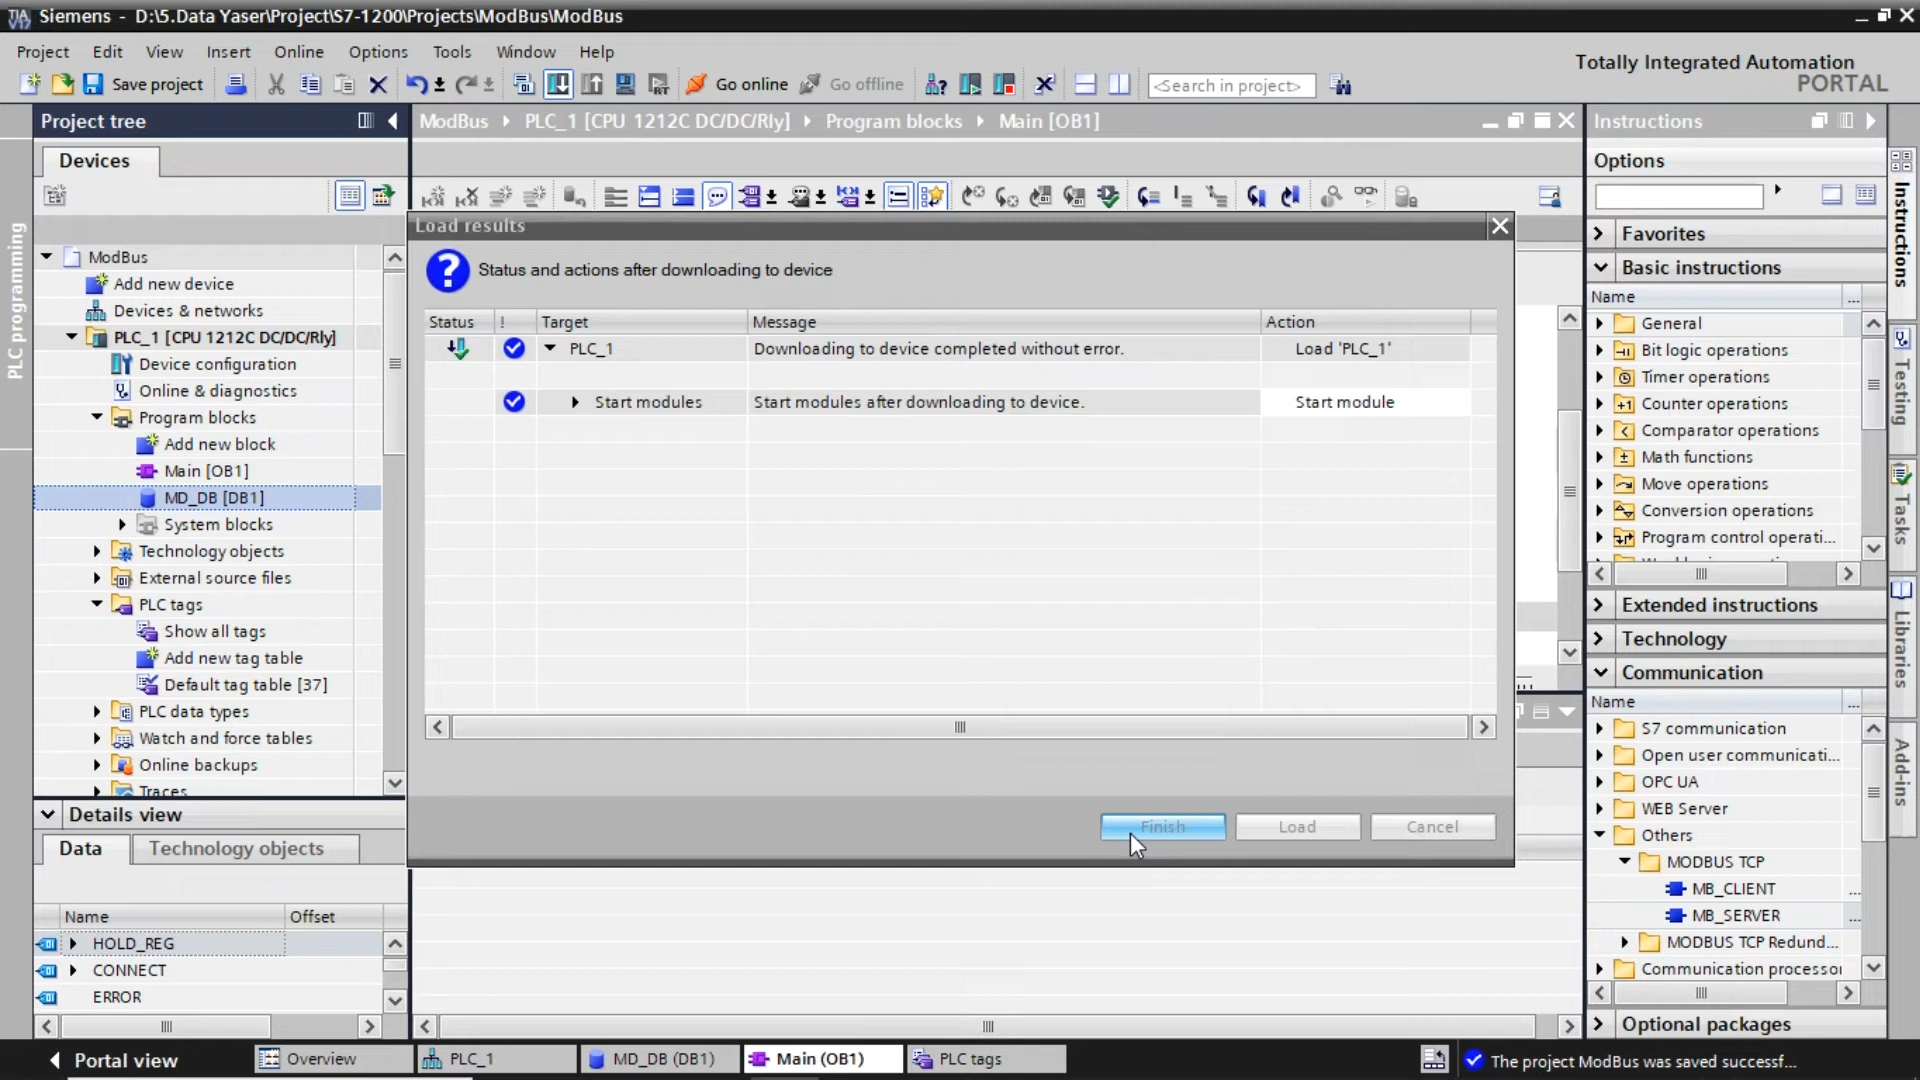 Siemens - D:\5.Data Yaser\Project\S7-1200\Projects\ModBus\ModBus
Project Edit View Insert Online Options Tools Window Help
Totally Integrated Automation
PORTAL
Save project
Go online
Go offline
<Search in project>
Project tree
ModBus PLC_1 [CPU 1212C DC/DC/Rly] Program blocks Main [OB1]
Instructions
Devices
Options
PLC programming
ModBus
Add new device
Devices & networks
PLC_1 [CPU 1212C DC/DC/Rly]
Device configuration
Online & diagnostics
Program blocks
Add new block
Main [OB1]
MD_DB [DB1]
System blocks
Technology objects
External source files
PLC tags
Show all tags
Add new tag table
Default tag table [37]
PLC data types
Watch and force tables
Online backups
Traces
Details view
Data Technology objects
Name Offset
HOLD_REG
CONNECT
ERROR
Load results
Status and actions after downloading to device
Status ! Target Message Action
PLC_1 Downloading to device completed without error. Load 'PLC_1'
Start modules Start modules after downloading to device. Start module
Finish Load Cancel
Favorites
Basic instructions
Name ...
General
Bit logic operations
Timer operations
Counter operations
Comparator operations
Math functions
Move operations
Conversion operations
Program control operati...
Extended instructions
Technology
Communication
Name ...
S7 communication
Open user communicati...
OPC UA
WEB Server
Others
MODBUS TCP
MB_CLIENT ...
MB_SERVER ...
MODBUS TCP Redund...
Communication processor
Optional packages
Instructions
Testing
Tasks
Libraries
Add-ins
Portal view
Overview
PLC_1
MD_DB (DB1)
Main (OB1)
PLC tags
The project ModBus was saved successf...